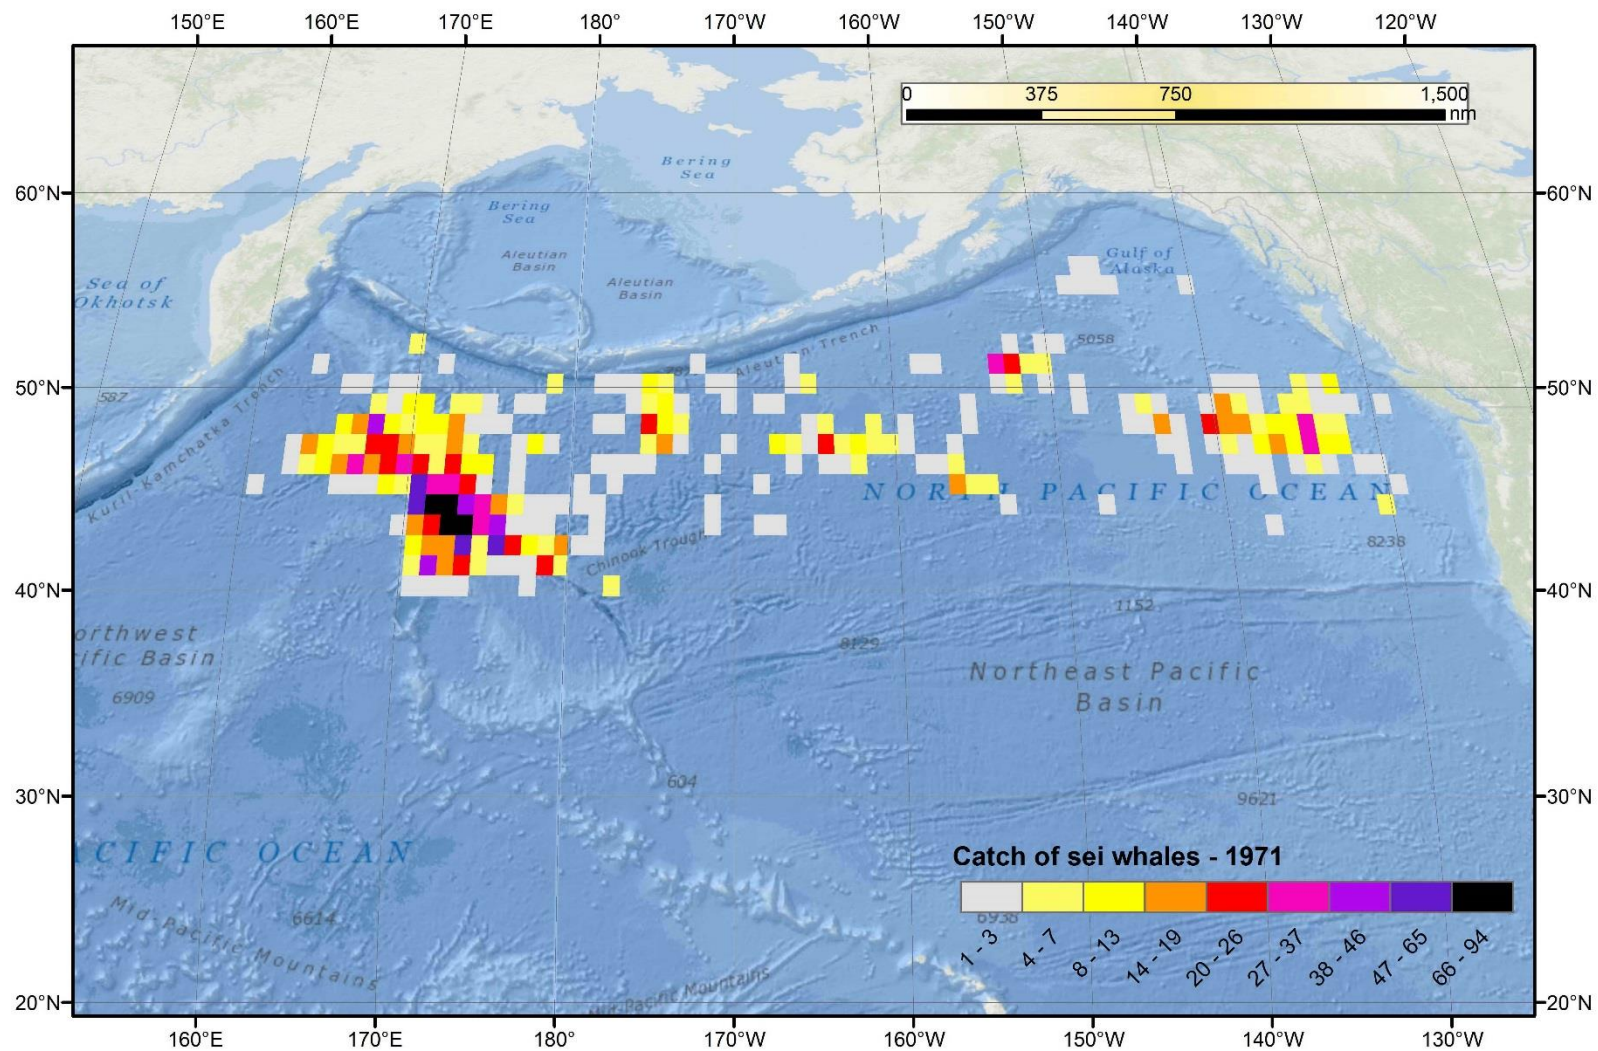 150°E 160°E 170°E 180° 170°W 160°W 150°W 140°W 130°W 120°W
0 375 750 1,500
nm
Bering
Sea
60°N 60°N
Bering
Sea
Aleutian
Basin
Gulf of
Alaska
Sea of
Okhotsk
Aleutian
Basin
5058
Aleutian Trench
50°N 50°N
587
Kuril-Kamchatka Trench
NORTH PACIFIC OCEAN
Chinook Trough
8238
40°N 40°N
1152
orthwest
ific Basin
8129
Northeast Pacific
Basin
6909
604
30°N 30°N
9621
ACIFIC OCEAN
Catch of sei whales - 1971
Mid-Pacific Mountains
6614
6938
1 - 3
4 - 7
8 - 13
14 - 19
20 - 26
27 - 37
38 - 46
47 - 65
66 - 94
Mid-Pacific Mountains
20°N 20°N
160°E 170°E 180° 170°W 160°W 150°W 140°W 130°W